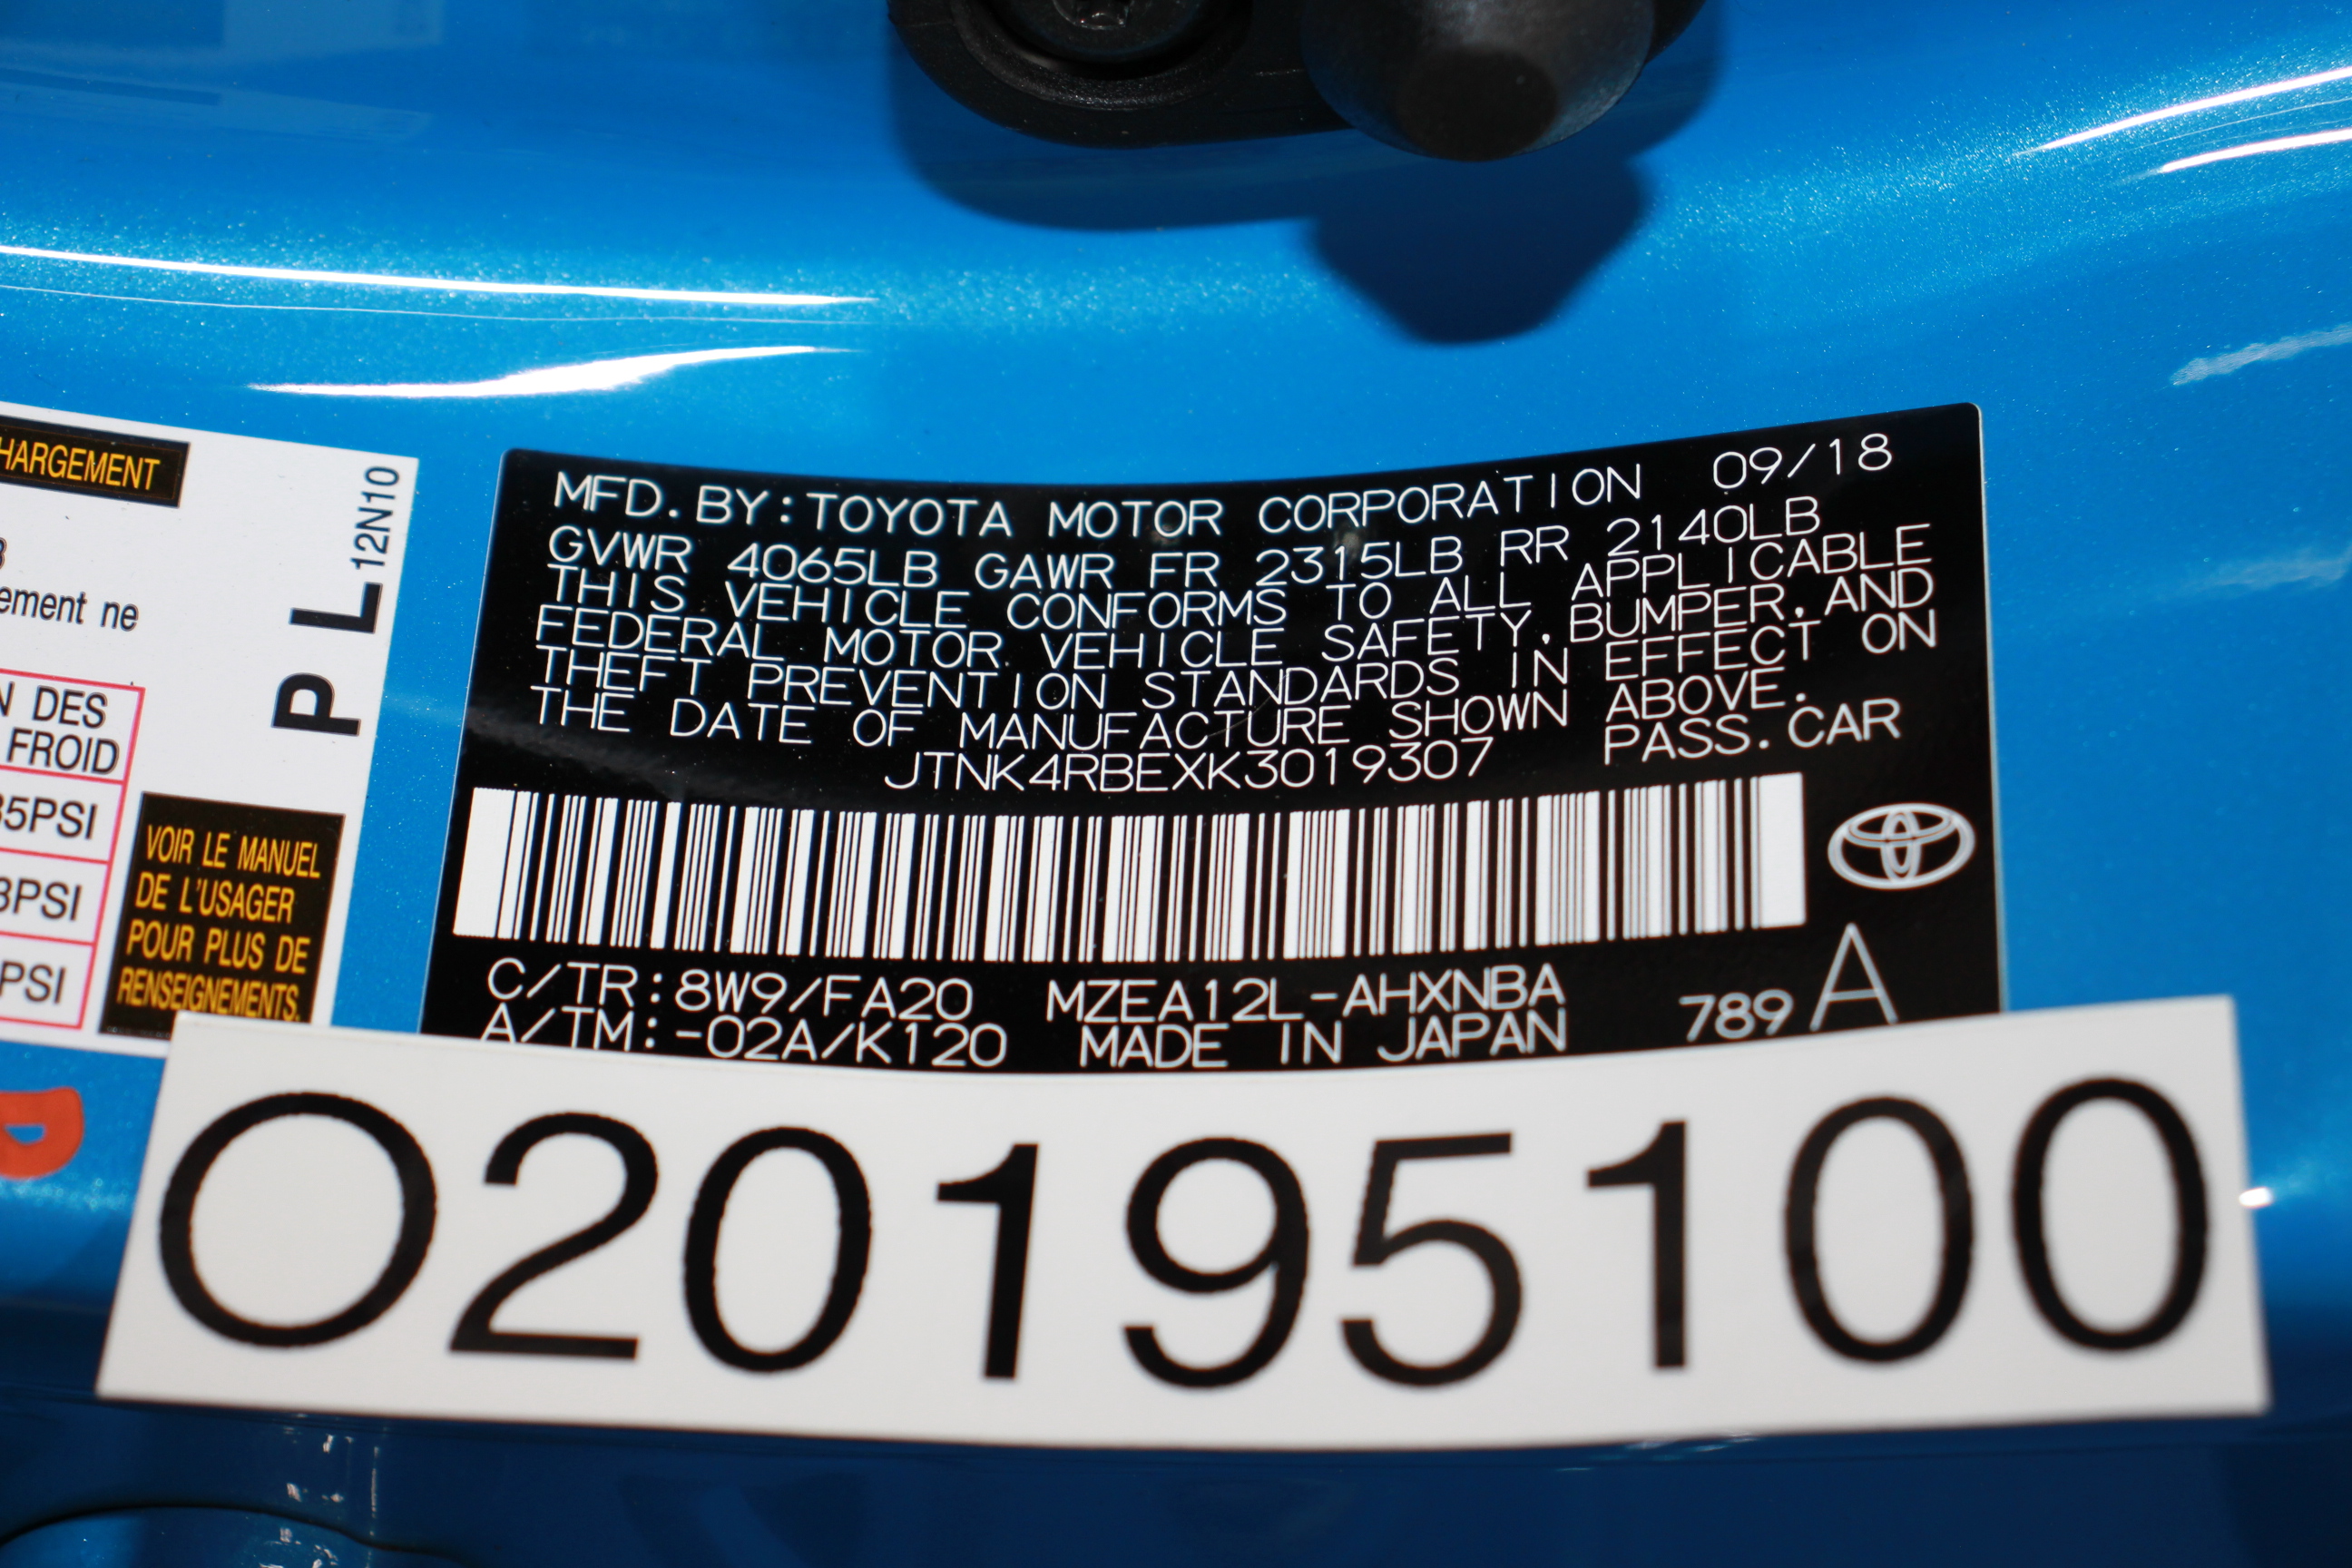 HARGEMENT
ement ne
N DES
FROID
35PSI
3PSI
PSI
VOIR LE MANUEL
DE L'USAGER
POUR PLUS DE
RENSEIGNEMENTS.
P L 12N10
MFD. BY:TOYOTA MOTOR CORPORATION 09/18
GVWR 4065LB GAWR FR 2315LB RR 2140LB
THIS VEHICLE CONFORMS TO ALL APPLICABLE
FEDERAL MOTOR VEHICLE SAFETY, BUMPER, AND
THEFT PREVENTION STANDARDS IN EFFECT ON
THE DATE OF MANUFACTURE SHOWN ABOVE.
JTNK4RBEXK3019307 PASS. CAR
C/TR:8W9/FA20 MZEA12L-AHXNBA
A/TM:-02A/K120 MADE IN JAPAN 789 A
O20195100